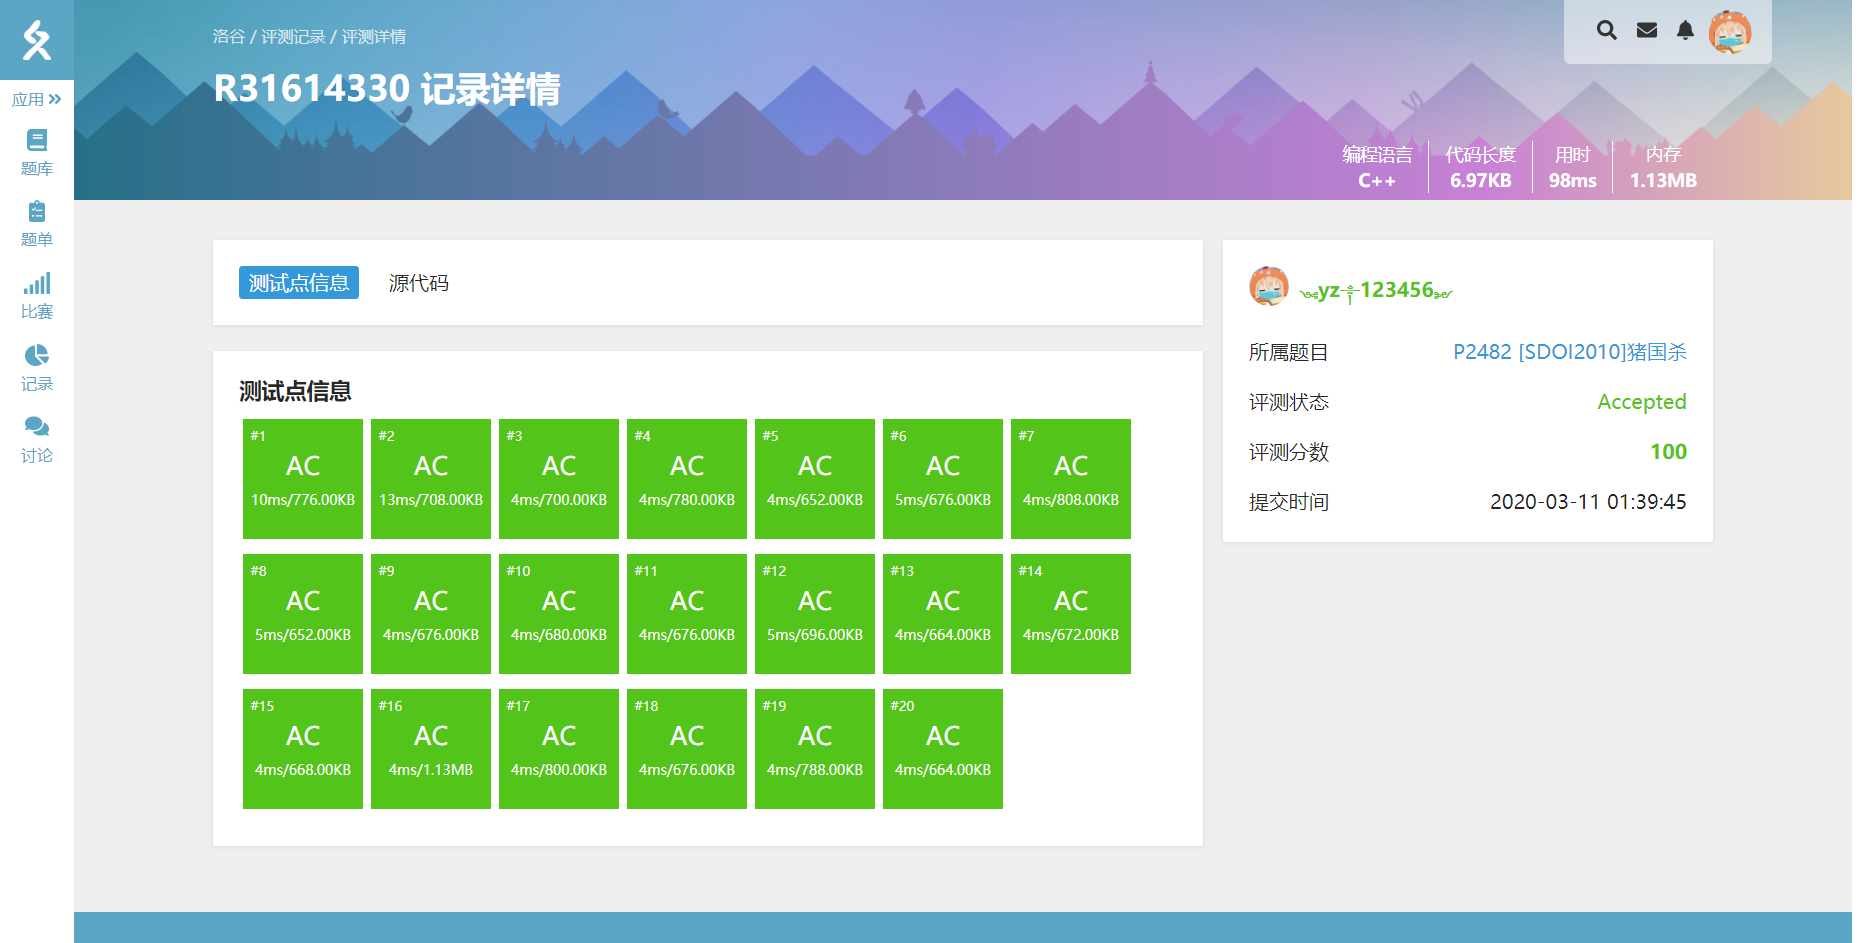 洛谷 / 评测记录 / 评测详情
R31614330 记录详情
编程语言 代码长度 用时 内存
C++ 6.97KB 98ms 1.13MB
应用
题库
题单
比赛
记录
讨论
测试点信息 源代码
测试点信息
#1 #2 #3 #4 #5 #6 #7
AC AC AC AC AC AC AC
10ms/776.00KB 13ms/708.00KB 4ms/700.00KB 4ms/780.00KB 4ms/652.00KB 5ms/676.00KB 4ms/808.00KB
#8 #9 #10 #11 #12 #13 #14
AC AC AC AC AC AC AC
5ms/652.00KB 4ms/676.00KB 4ms/680.00KB 4ms/676.00KB 5ms/696.00KB 4ms/664.00KB 4ms/672.00KB
#15 #16 #17 #18 #19 #20
AC AC AC AC AC AC
4ms/668.00KB 4ms/1.13MB 4ms/800.00KB 4ms/676.00KB 4ms/788.00KB 4ms/664.00KB
࿐yz༒123456࿐
所属题目 P2482 [SDOI2010]猪国杀
评测状态 Accepted
评测分数 100
提交时间 2020-03-11 01:39:45